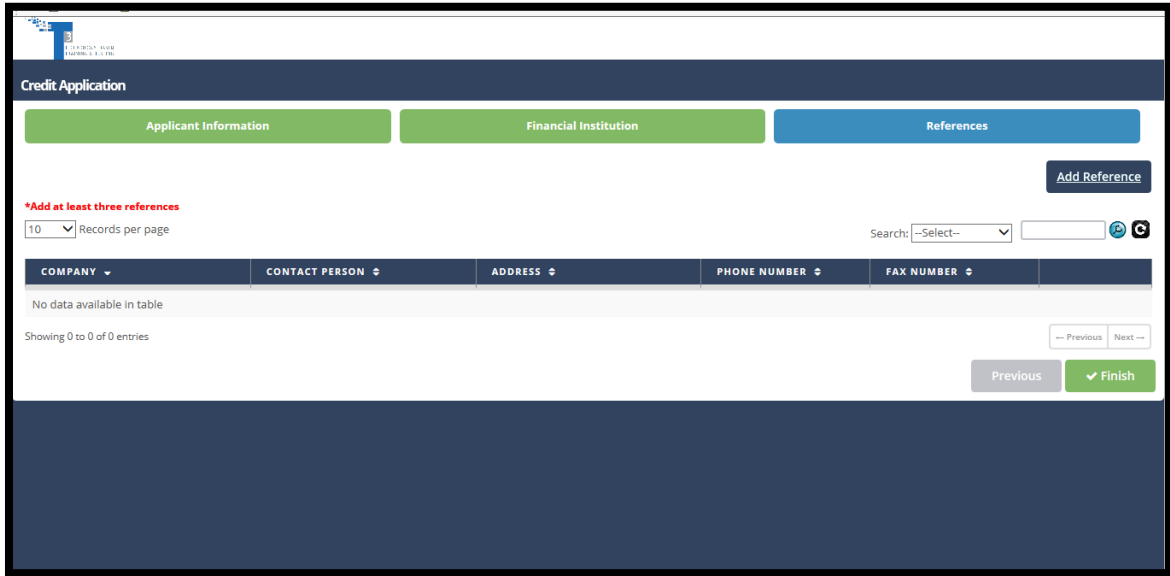 Credit Application
Applicant Information
Financial Institution
References
Add Reference
*Add at least three references
10 Records per page
Search: --Select--
COMPANY CONTACT PERSON ADDRESS PHONE NUMBER FAX NUMBER
No data available in table
Showing 0 to 0 of 0 entries
← Previous Next →
Previous ✔ Finish